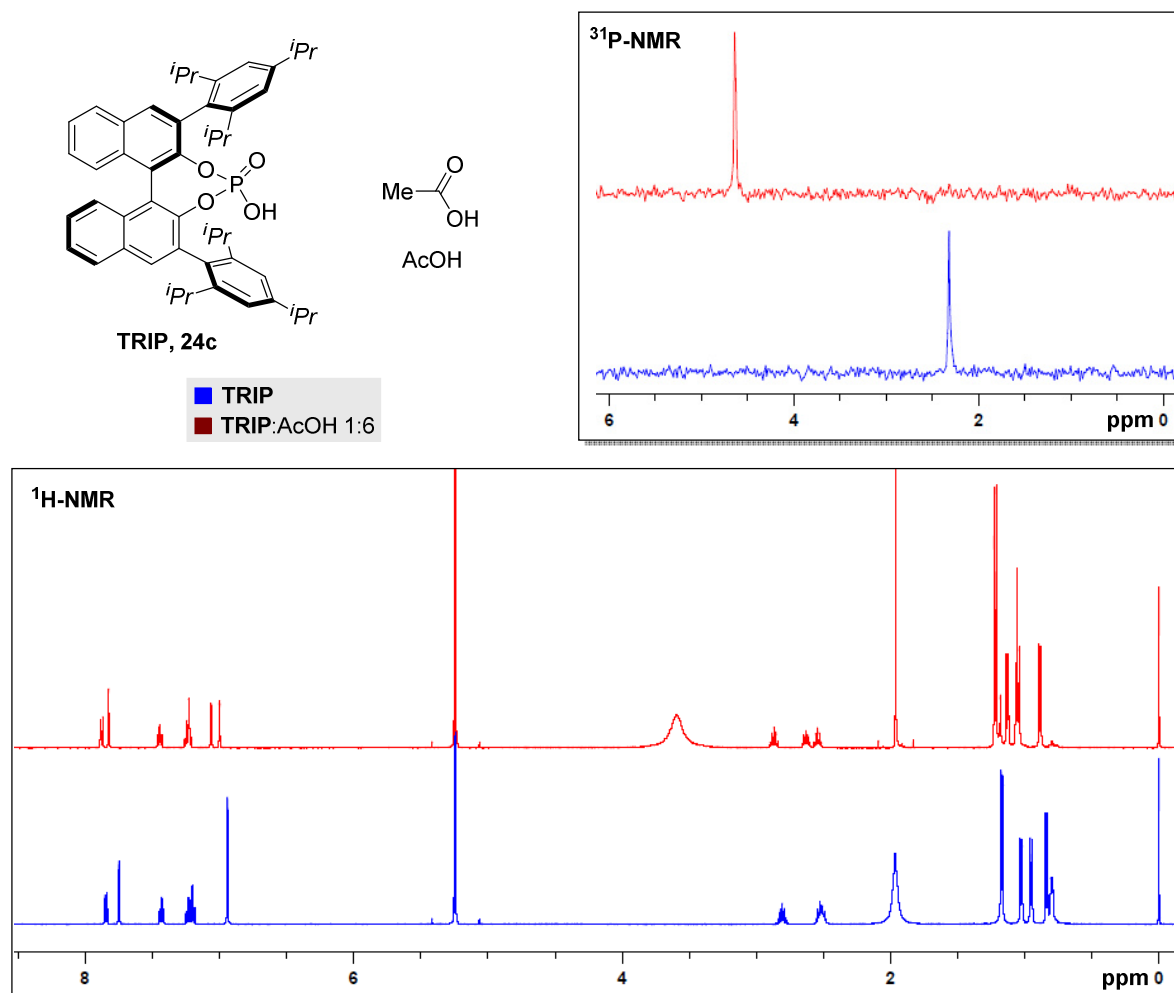 iPr
iPr
iPr
O
O
P
O
OH
iPr
iPr
iPr
TRIP, 24c
O
Me
OH
AcOH
TRIP
TRIP:AcOH 1:6
31P-NMR
6 4 2 ppm 0
1H-NMR
8 6 4 2 ppm 0